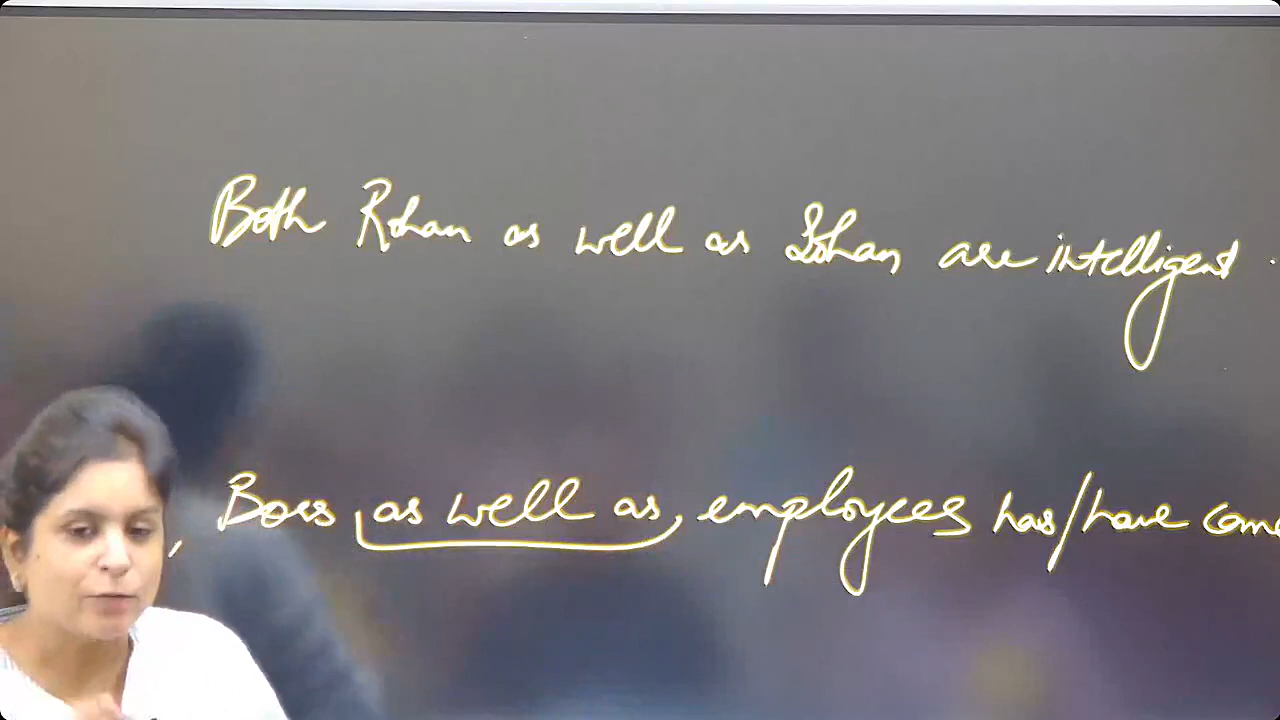 Both Rohan as well as Sohan are intelligent.
Boss, as well as, employees has/have come